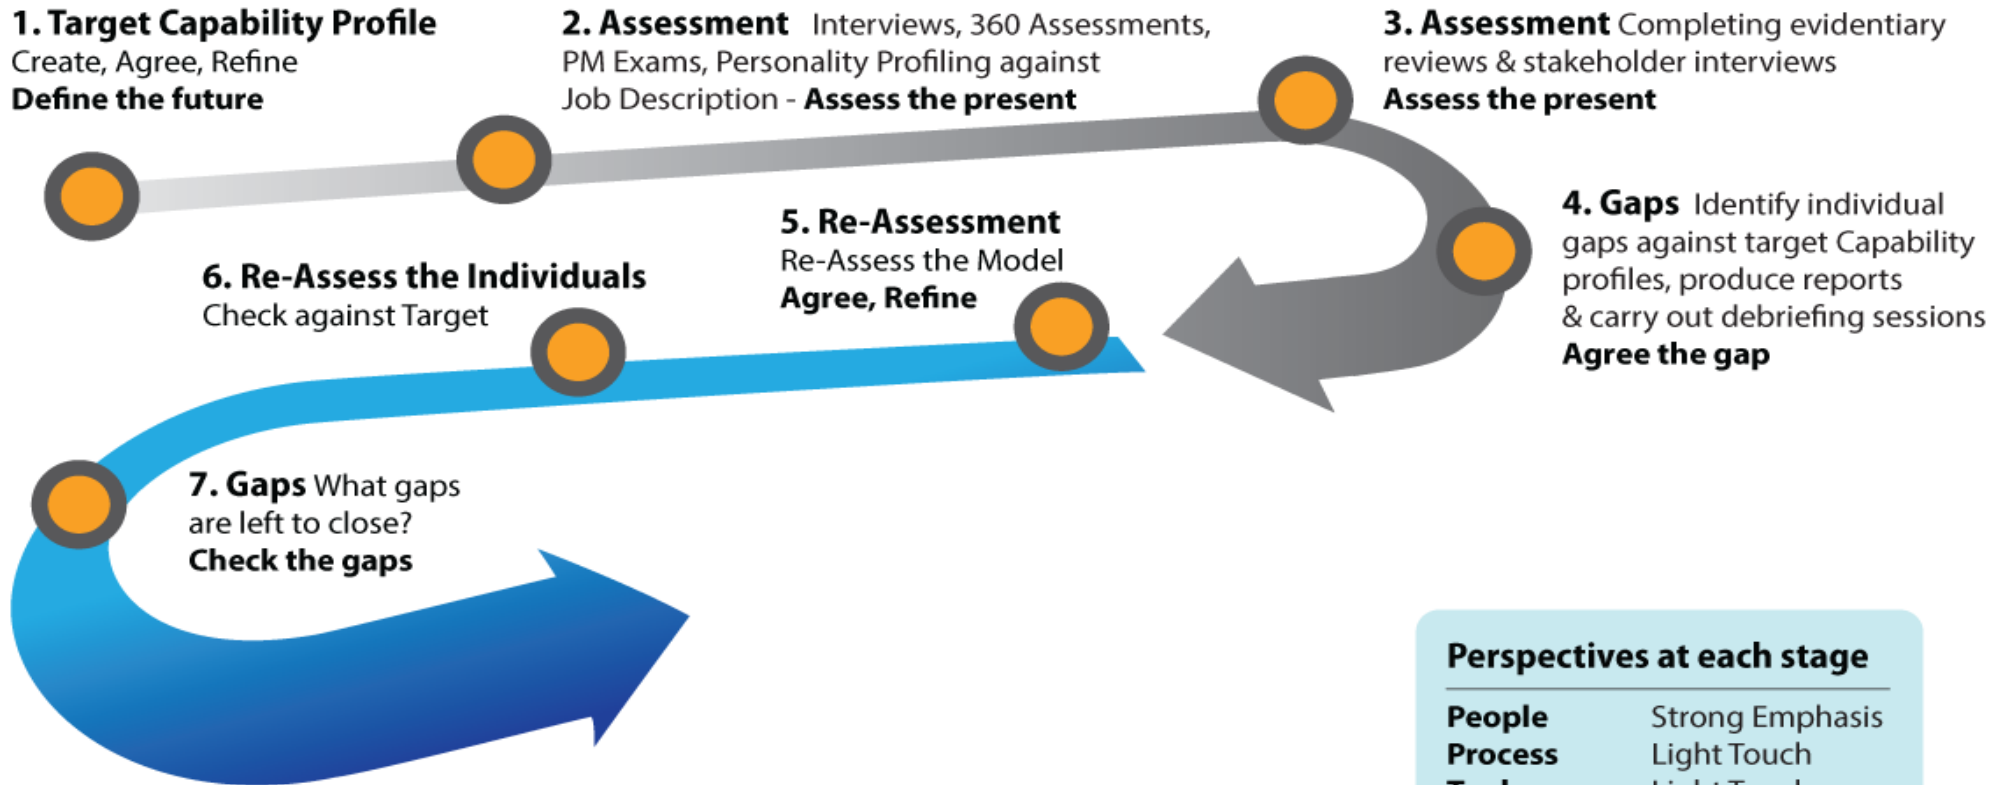 1. Target Capability Profile
Create, Agree, Refine
Define the future
2. Assessment Interviews, 360 Assessments,
PM Exams, Personality Profiling against
Job Description - Assess the present
3. Assessment Completing evidentiary
reviews & stakeholder interviews
Assess the present
4. Gaps Identify individual
gaps against target Capability
profiles, produce reports
& carry out debriefing sessions
Agree the gap
5. Re-Assessment
Re-Assess the Model
Agree, Refine
6. Re-Assess the Individuals
Check against Target
7. Gaps What gaps
are left to close?
Check the gaps
Perspectives at each stage
People Strong Emphasis
Process Light Touch